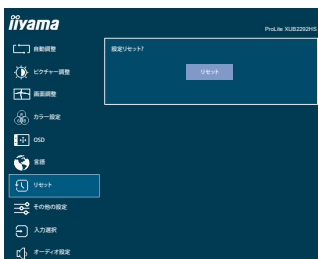 iiyama
ProLite XUB2292HS
自動調整
設定リセット?
ピクチャー調整
リセット
画面調整
カラー設定
OSD
言語
リセット
その他の設定
入力選択
オーディオ設定